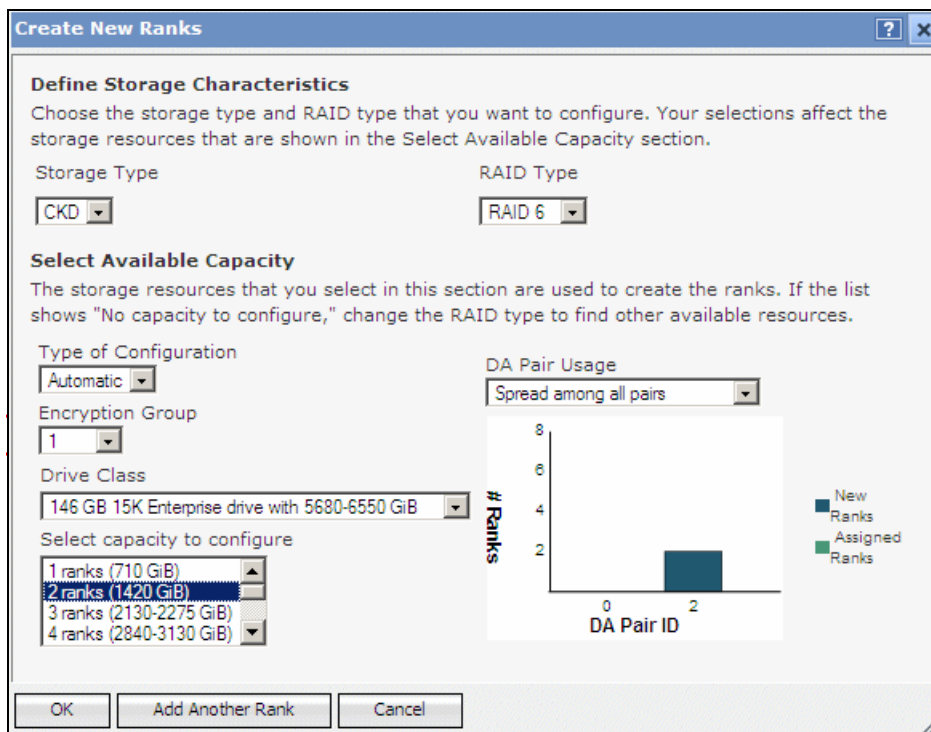 Create New Ranks
?
x
Define Storage Characteristics
Choose the storage type and RAID type that you want to configure. Your selections affect the
storage resources that are shown in the Select Available Capacity section.
Storage Type
RAID Type
CKD
RAID 6
Select Available Capacity
The storage resources that you select in this section are used to create the ranks. If the list
shows "No capacity to configure," change the RAID type to find other available resources.
Type of Configuration
Automatic
DA Pair Usage
Spread among all pairs
Encryption Group
1
Drive Class
146 GB 15K Enterprise drive with 5680-6550 GiB
Select capacity to configure
1 ranks (710 GiB)
2 ranks (1420 GiB)
3 ranks (2130-2275 GiB)
4 ranks (2840-3130 GiB)
8
6
4
2
# Ranks
0 2
DA Pair ID
New
Ranks
Assigned
Ranks
OK
Add Another Rank
Cancel